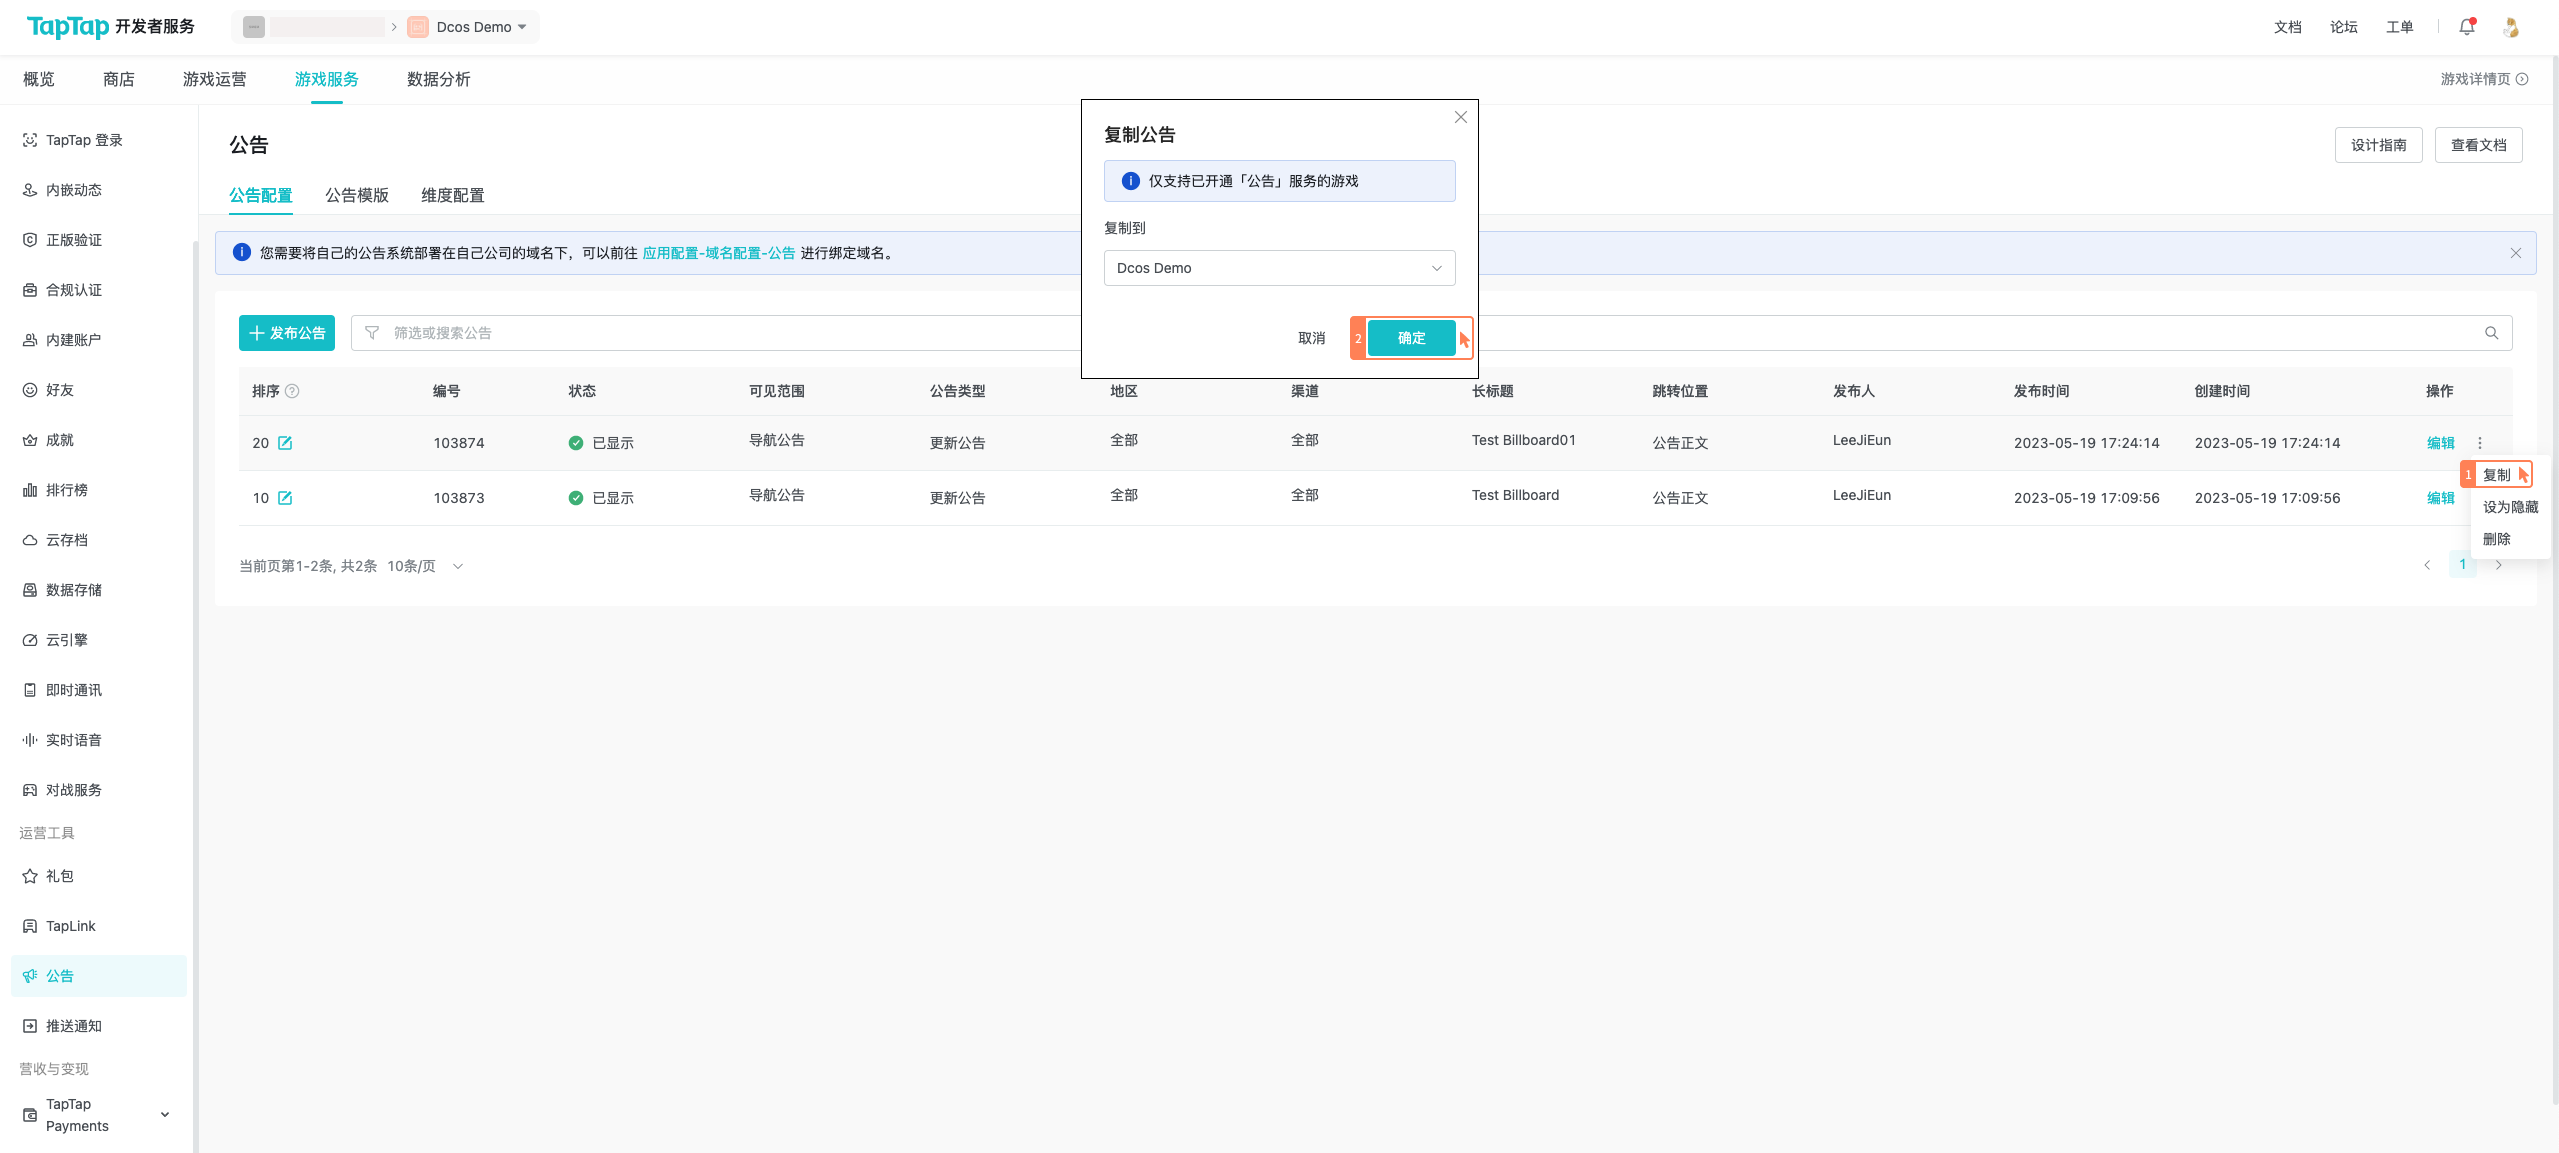 TapTap 开发者服务
Dcos Demo
文档
论坛
工单
概览
商店
游戏运营
游戏服务
数据分析
游戏详情页
TapTap 登录
内嵌动态
正版验证
合规认证
内建账户
好友
成就
排行榜
云存档
数据存储
云引擎
即时通讯
实时语音
对战服务
运营工具
礼包
TapLink
公告
推送通知
营收与变现
TapTap
Payments
公告
设计指南
查看文档
公告配置
公告模版
维度配置
您需要将自己的公告系统部署在自己公司的域名下，可以前往 应用配置-域名配置-公告 进行绑定域名。
复制公告
仅支持已开通「公告」服务的游戏
复制到
Dcos Demo
取消
2
确定
发布公告
筛选或搜索公告
排序 编号 状态 可见范围 公告类型 地区 渠道 长标题 跳转位置 发布人 发布时间 创建时间 操作
20 103874 已显示 导航公告 更新公告 全部 全部 Test Billboard01 公告正文 LeeJiEun 2023-05-19 17:24:14 2023-05-19 17:24:14 编辑
10 103873 已显示 导航公告 更新公告 全部 全部 Test Billboard 公告正文 LeeJiEun 2023-05-19 17:09:56 2023-05-19 17:09:56 编辑
1
复制
设为隐藏
删除
当前页第1-2条, 共2条 10条/页
1